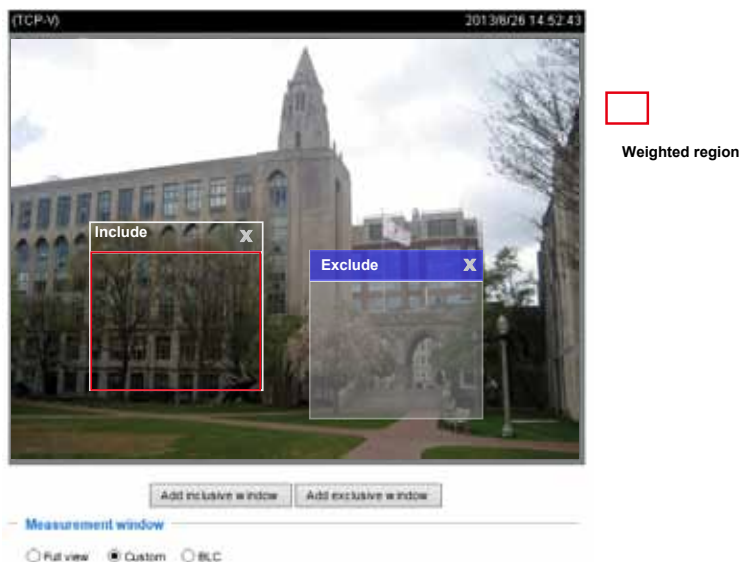 (TCP-V) 2013/8/26 14:52:43
Weighted region
Include X
Exclude X
Add inclusive window Add exclusive window
Measurement window
Full view Custom BLC